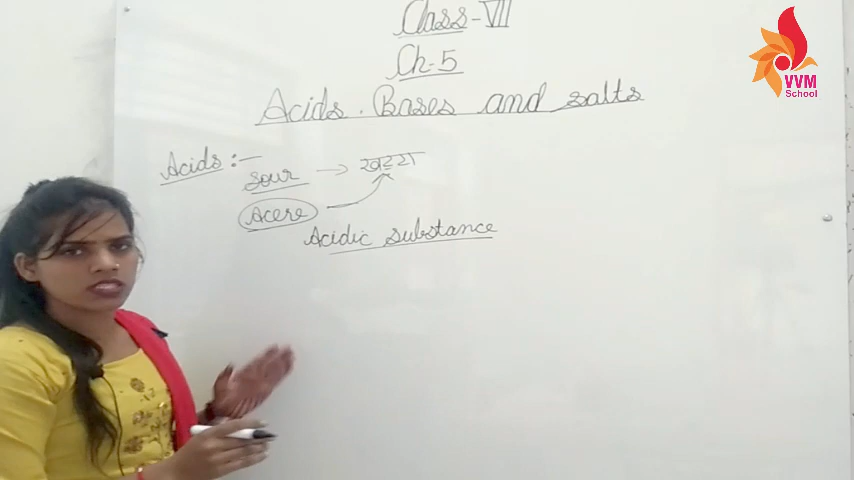 Class-VII
Ch-5
Acids. Bases and salts
Acids :-
sour → खट्टा
Acere
Acidic substance
VVM
School